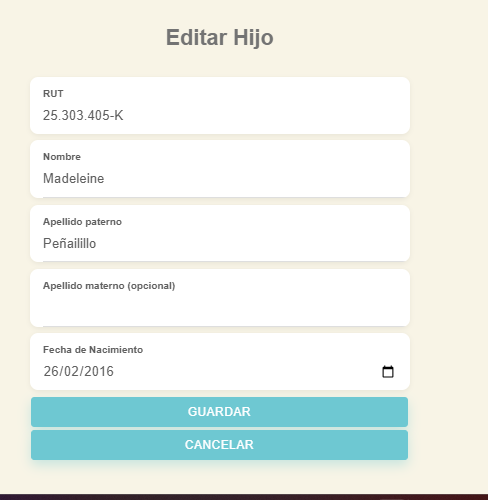 Editar Hijo
RUT
25.303.405-K
Nombre
Madeleine
Apellido paterno
Peñailillo
Apellido materno (opcional)
Fecha de Nacimiento
26/02/2016
GUARDAR
CANCELAR